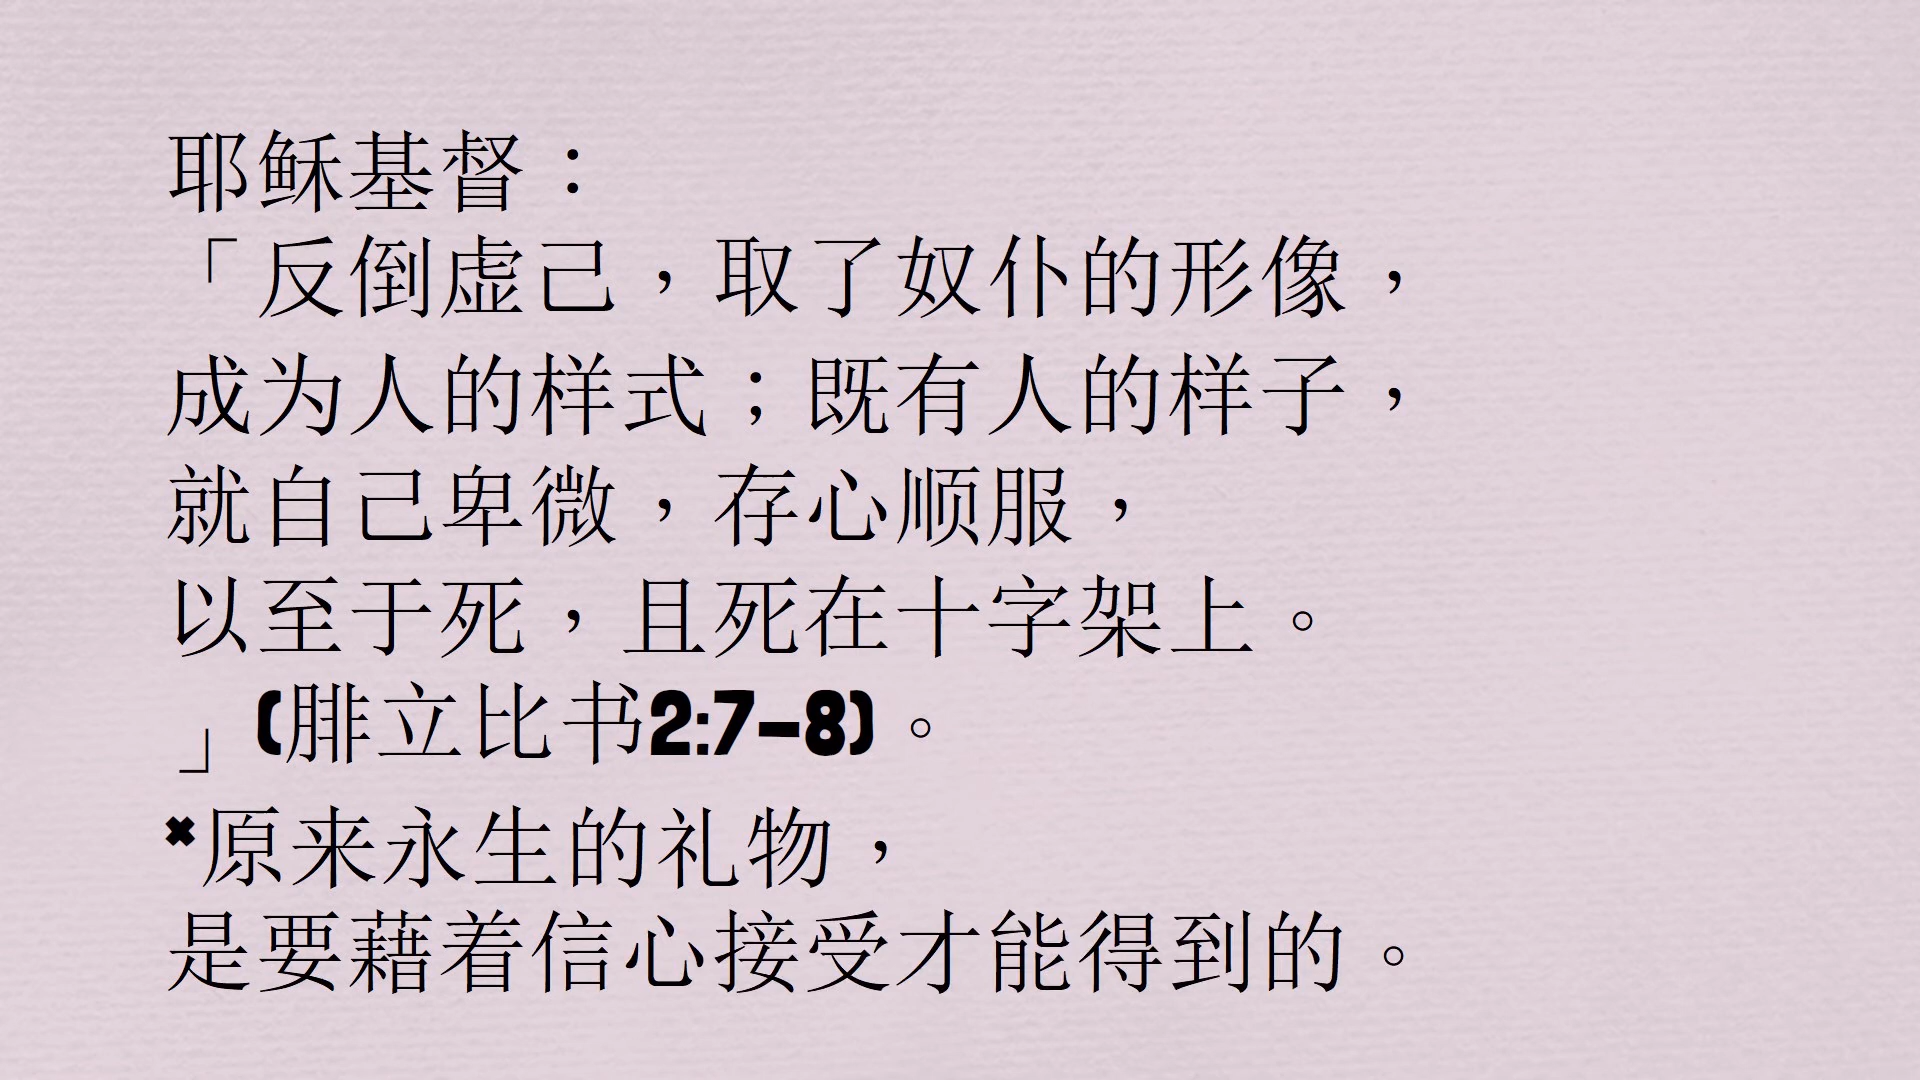 耶稣基督：
「反倒虚己，取了奴仆的形像，
成为人的样式；既有人的样子，
就自己卑微，存心顺服，
以至于死，且死在十字架上。
」(腓立比书2:7-8)。
*原来永生的礼物，
是要藉着信心接受才能得到的。